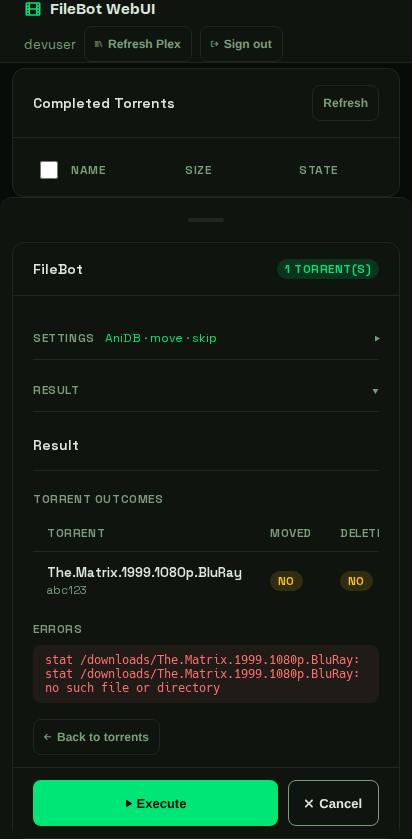 FileBot WebUI
devuser Refresh Plex Sign out
Completed Torrents Refresh
NAME SIZE STATE
FileBot 1 TORRENT(S)
SETTINGS AniDB · move · skip
RESULT
Result
TORRENT OUTCOMES
TORRENT MOVED DELETI
The.Matrix.1999.1080p.BluRay NO NO
abc123
ERRORS
stat /downloads/The.Matrix.1999.1080p.BluRay:
stat /downloads/The.Matrix.1999.1080p.BluRay:
no such file or directory
← Back to torrents
Execute × Cancel